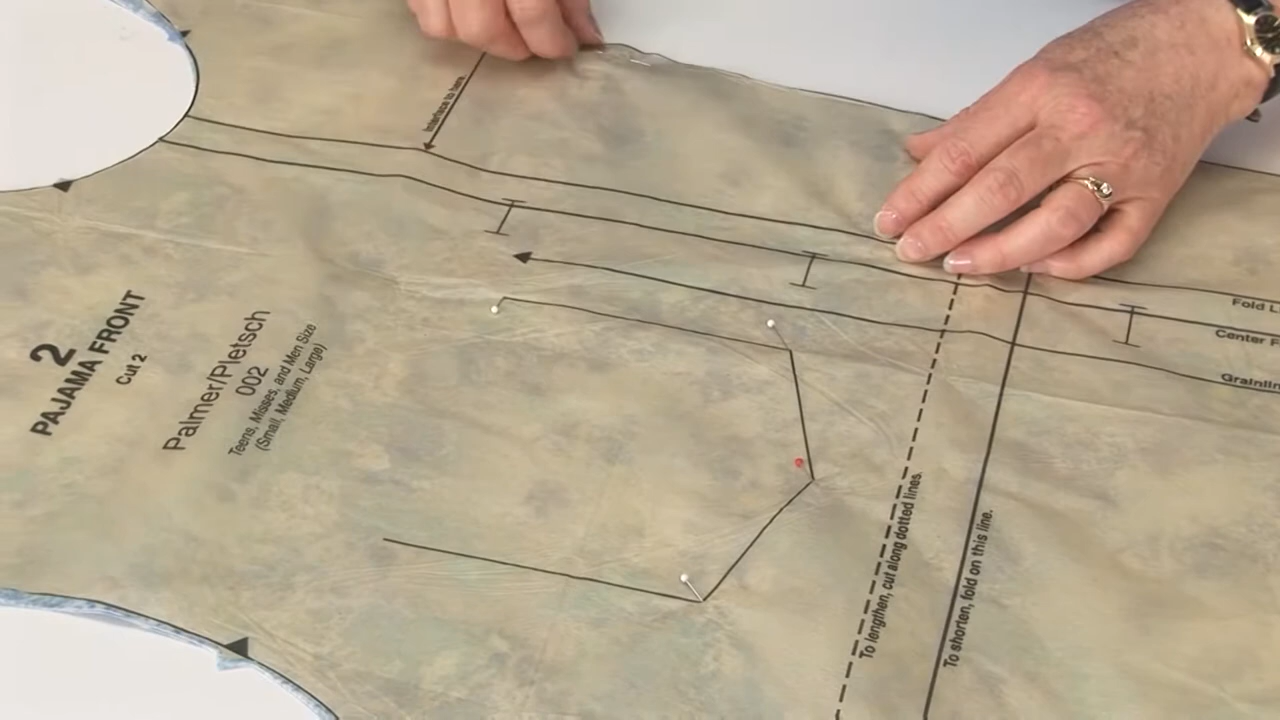 Interface to here.
2
PAJAMA FRONT
Cut 2
Palmer/Pletsch
002
Teens, Misses, and Men Size
(Small, Medium, Large)
To lengthen, cut along dotted lines.
To shorten, fold on this line.
Fold L
Center F
Grainlin